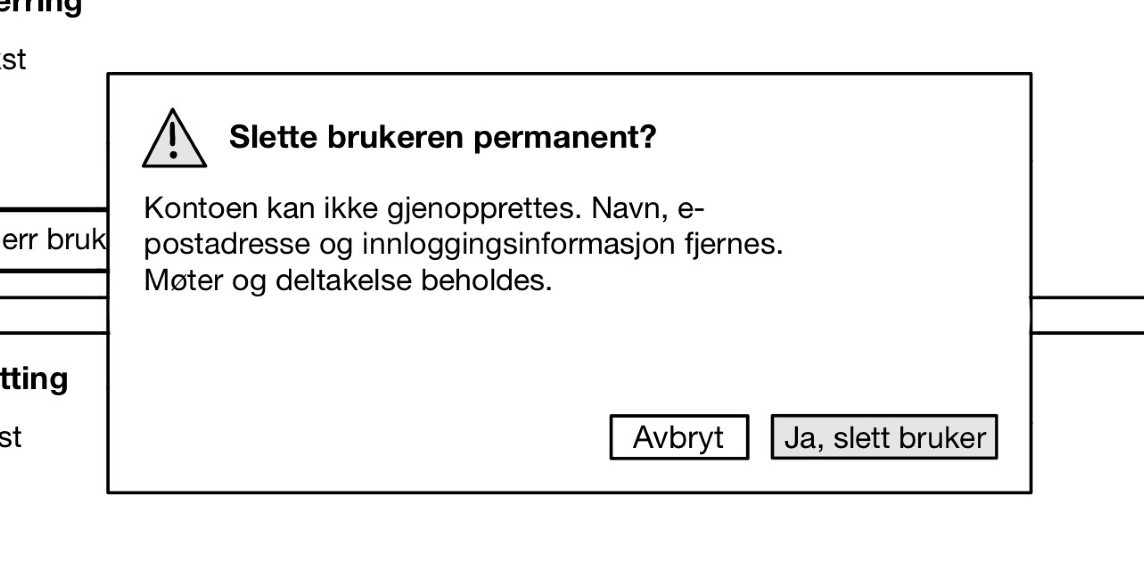 erring
st
Slette brukeren permanent?
Kontoen kan ikke gjenopprettes. Navn, e-
postadresse og innloggingsinformasjon fjernes.
Møter og deltakelse beholdes.
err bruk
tting
st
Avbryt
Ja, slett bruker